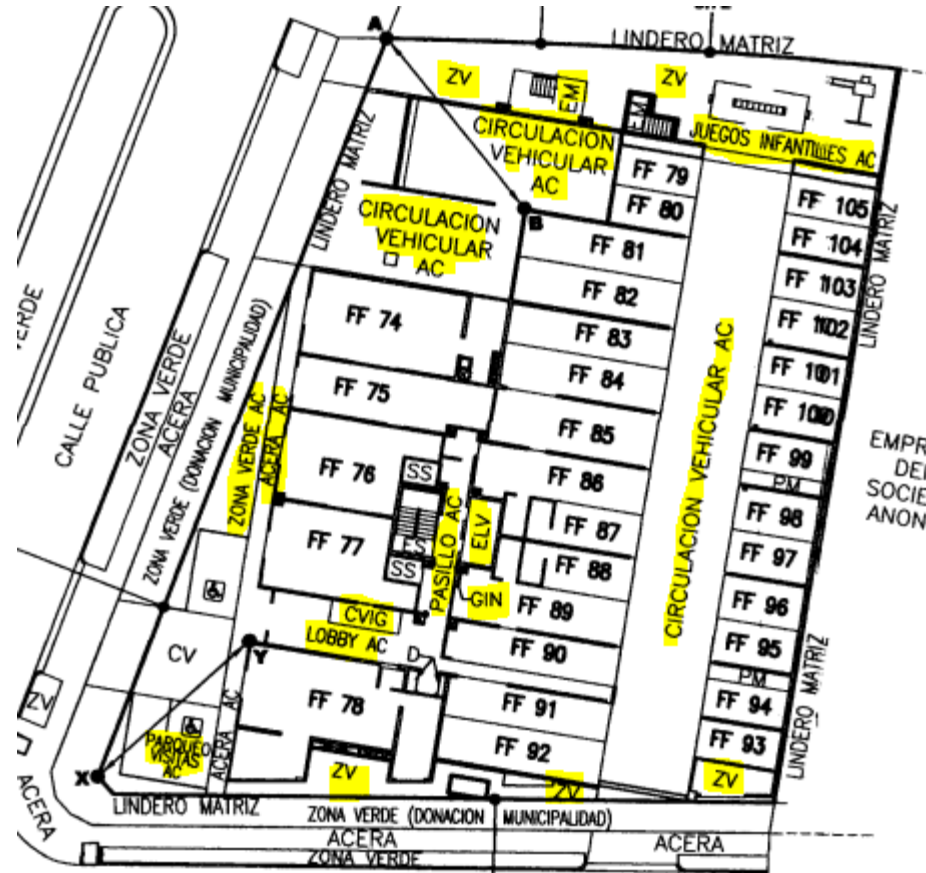 A
LINDERO MATRIZ
ZV
EM
ZV
EM
JUEGOS INFANTILES AC
CIRCULACION
VEHICULAR
AC
LINDERO MATRIZ
CIRCULACION
VEHICULAR
AC
B
FF 79
FF 80
FF 81
FF 82
FF 83
FF 84
FF 85
FF 86
FF 87
FF 88
FF 89
FF 90
FF 91
FF 92
FF 105
FF 104
FF 103
FF 102
FF 101
FF 100
FF 99
PM
FF 98
FF 97
FF 96
FF 95
PM
FF 94
FF 93
ZV
LINDERO MATRIZ
LINDERO MATRIZ
CIRCULACION VEHICULAR AC
EMPR
DE
SOCIE
ANON
FF 74
FF 75
FF 76
FF 77
FF 78
SS
SS
PASILLO AC
ELV
GIN
CVIG
LOBBY AC
D
Y
ERDE
CALLE PUBLICA
ZONA VERDE
ACERA
ZONA VERDE (DONACION MUNICIPALIDAD)
ZONA VERDE AC
ACERA AC
CV
ZV
ACERA AC
PARQUEO
VISITAS
AC
X
ZV
ZV
LINDERO MATRIZ
ZONA VERDE (DONACION MUNICIPALIDAD)
ACERA
ACERA
ZONA VERDE
ACERA